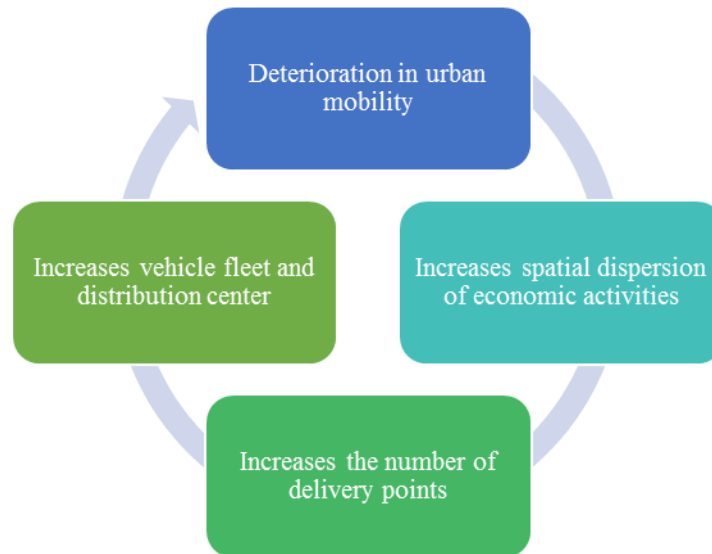 Deterioration in urban
mobility
Increases spatial dispersion
of economic activities
Increases the number of
delivery points
Increases vehicle fleet and
distribution center